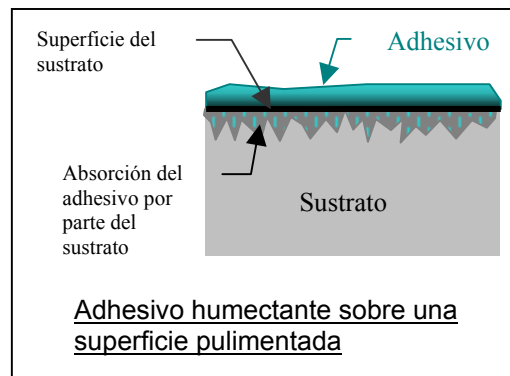 Superficie del
sustrato
Adhesivo
Absorción del
adhesivo por
parte del
sustrato
Sustrato
Adhesivo humectante sobre una
superficie pulimentada